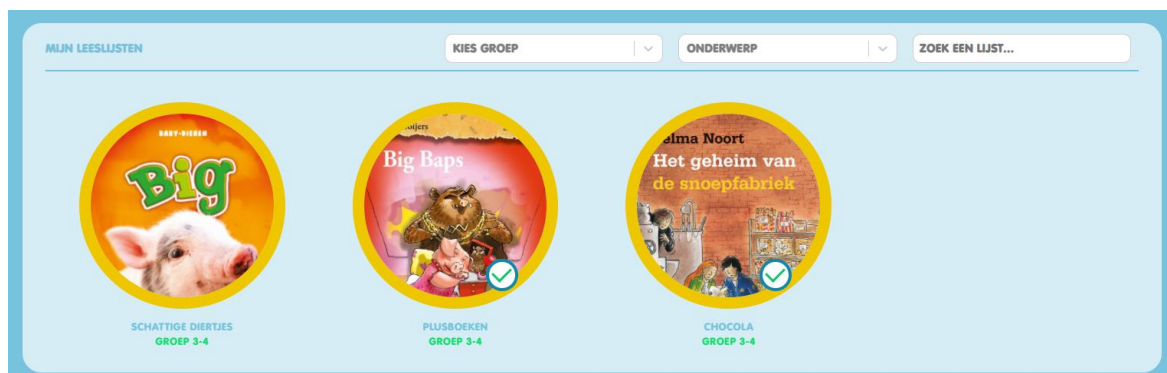 MIJN LEESLIJSTEN
KIES GROEP
ONDERWERP
ZOEK EEN LIJST...
BABY-DIEREN
Big
Big Baps
elma Noort
Het geheim van
de snoepfabriek
SCHATTIGE DIERTJES
GROEP 3-4
PLUSBOEKEN
GROEP 3-4
CHOCOLA
GROEP 3-4